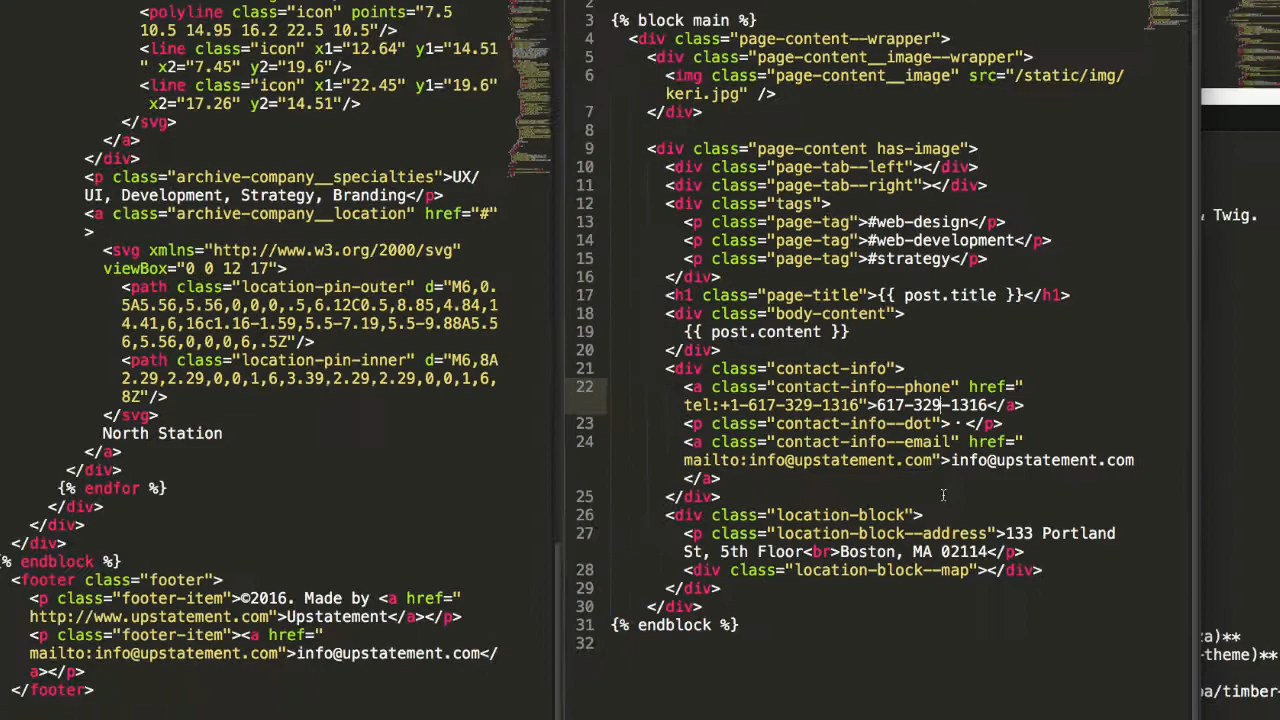 <polyline class="icon" points="7.5
10.5 14.95 16.2 22.5 10.5"/>
<line class="icon" x1="12.64" y1="14.51
" x2="7.45" y2="19.6"/>
<line class="icon" x1="22.45" y1="19.6"
x2="17.26" y2="14.51"/>
</svg>
</a>
</div>
<p class="archive-company__specialties">UX/
UI, Development, Strategy, Branding</p>
<a class="archive-company__location" href="#"
>
<svg xmlns="http://www.w3.org/2000/svg"
viewBox="0 0 12 17">
<path class="location-pin-outer" d="M6,0.
5A5.56,5.56,0,0,0,.5,6.12C0.5,8.85,4.84,1
4.41,6,16c1.16-1.59,5.5-7.19,5.5-9.88A5.5
6,5.56,0,0,0,6,.5Z"/>
<path class="location-pin-inner" d="M6,8A
2.29,2.29,0,0,1,6,3.39,2.29,2.29,0,0,1,6,
8Z"/>
</svg>
North Station
</a>
</div>
{% endfor %}
</div>
</div>
</div>
{% endblock %}
<footer class="footer">
<p class="footer-item">©2016. Made by <a href="
http://www.upstatement.com">Upstatement</a></p>
<p class="footer-item"><a href="
mailto:info@upstatement.com">info@upstatement.com</
a></p>
</footer>
3 {% block main %}
4 <div class="page-content--wrapper">
5 <div class="page-content__image--wrapper">
6 <img class="page-content__image" src="/static/img/
keri.jpg" />
7 </div>
8
9 <div class="page-content has-image">
10 <div class="page-tab--left"></div>
11 <div class="page-tab--right"></div>
12 <div class="tags">
13 <p class="page-tag">#web-design</p>
14 <p class="page-tag">#web-development</p>
15 <p class="page-tag">#strategy</p>
16 </div>
17 <h1 class="page-title">{{ post.title }}</h1>
18 <div class="body-content">
19 {{ post.content }}
20 </div>
21 <div class="contact-info">
22 <a class="contact-info--phone" href="
tel:+1-617-329-1316">617-329-1316</a>
23 <p class="contact-info--dot">·</p>
24 <a class="contact-info--email" href="
mailto:info@upstatement.com">info@upstatement.com
</a>
25 </div>
26 <div class="location-block">
27 <p class="location-block--address">133 Portland
St, 5th Floor<br>Boston, MA 02114</p>
28 <div class="location-block--map"></div>
29 </div>
30 </div>
31 {% endblock %}
32
Twig.
a)**
-theme)**
a/timber-